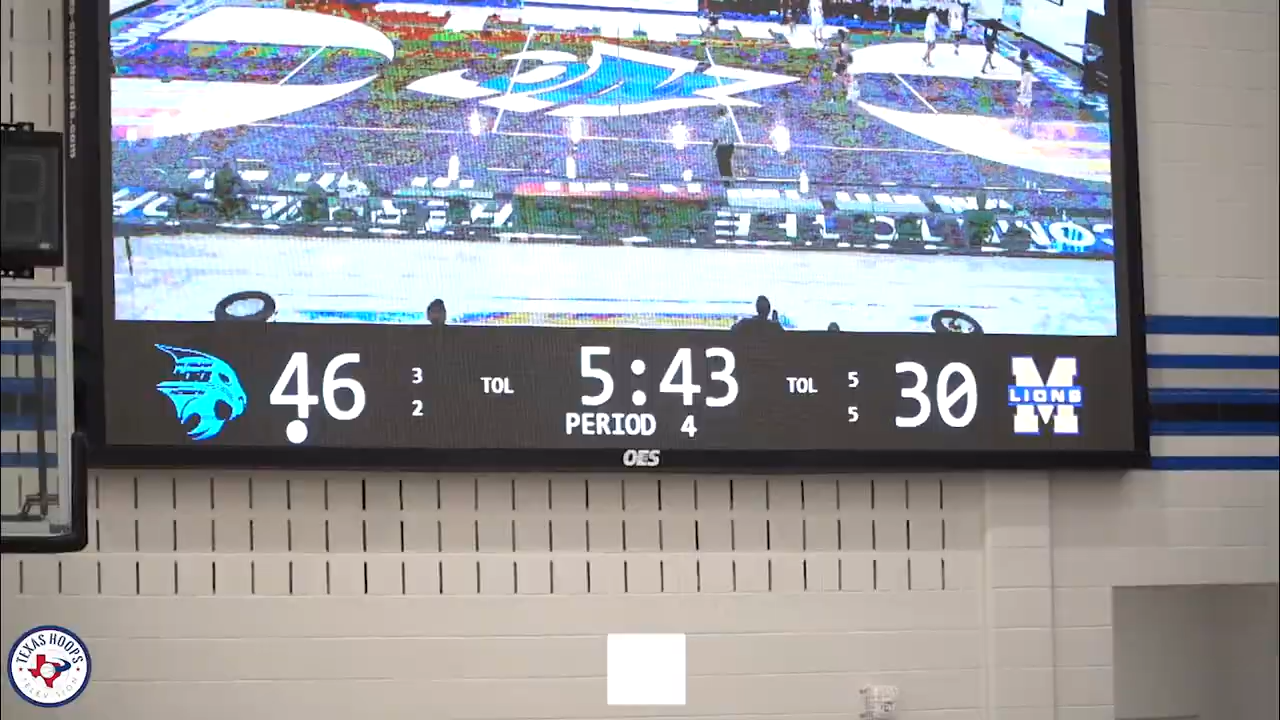 46
3
2
TOL
5:43
PERIOD 4
TOL
5
5
30
M
LIONS
OES
TEXAS HOOPS